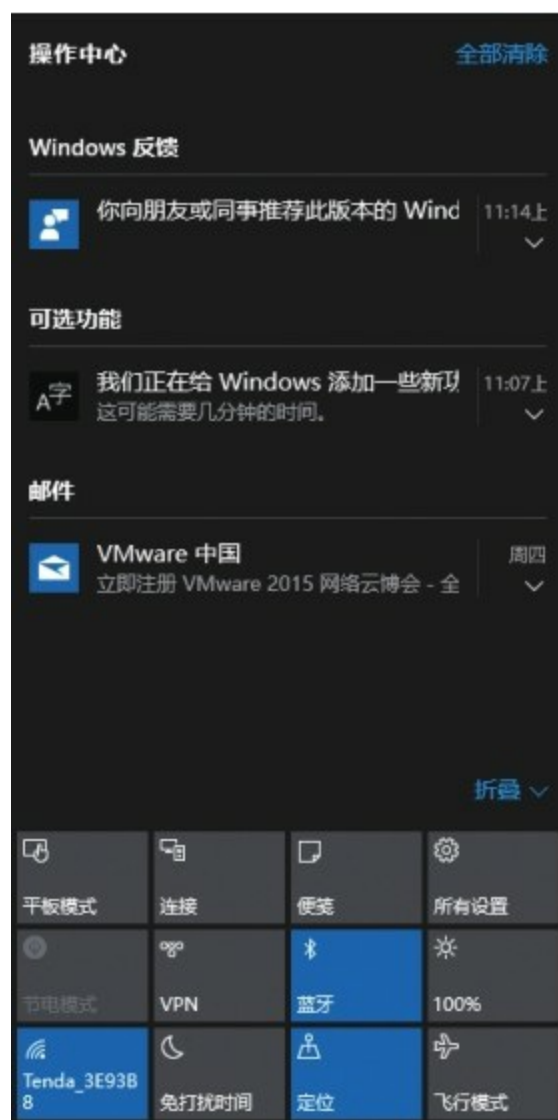 操作中心 全部清除
Windows 反馈
你向朋友或同事推荐此版本的 Wind 11:14上
可选功能
A字 我们正在给 Windows 添加一些新功 11:07上
这可能需要几分钟的时间。
邮件
VMware 中国 周四
立即注册 VMware 2015 网络云博会 - 全
折叠
平板模式 连接 便笺 所有设置
节电模式 VPN 蓝牙 100%
Tenda_3E93B
8 免打扰时间 定位 飞行模式